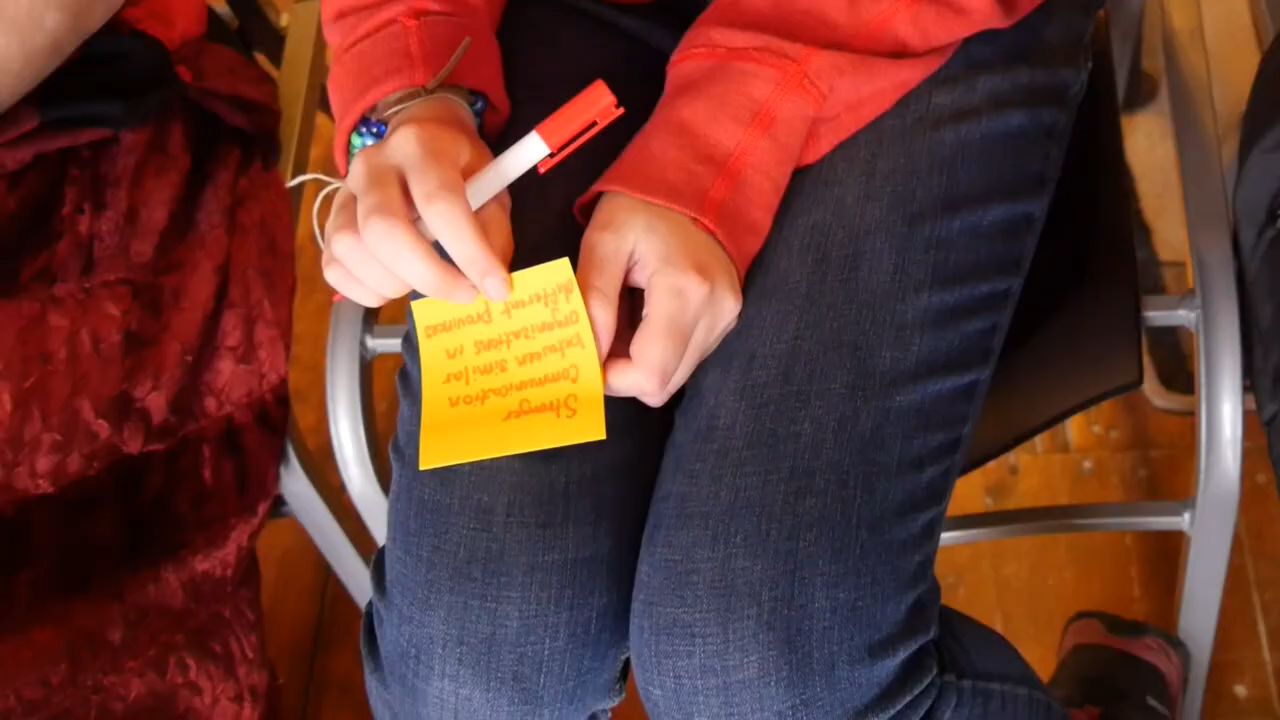 Stronger
Communication
between similar
organizations in
different provinces